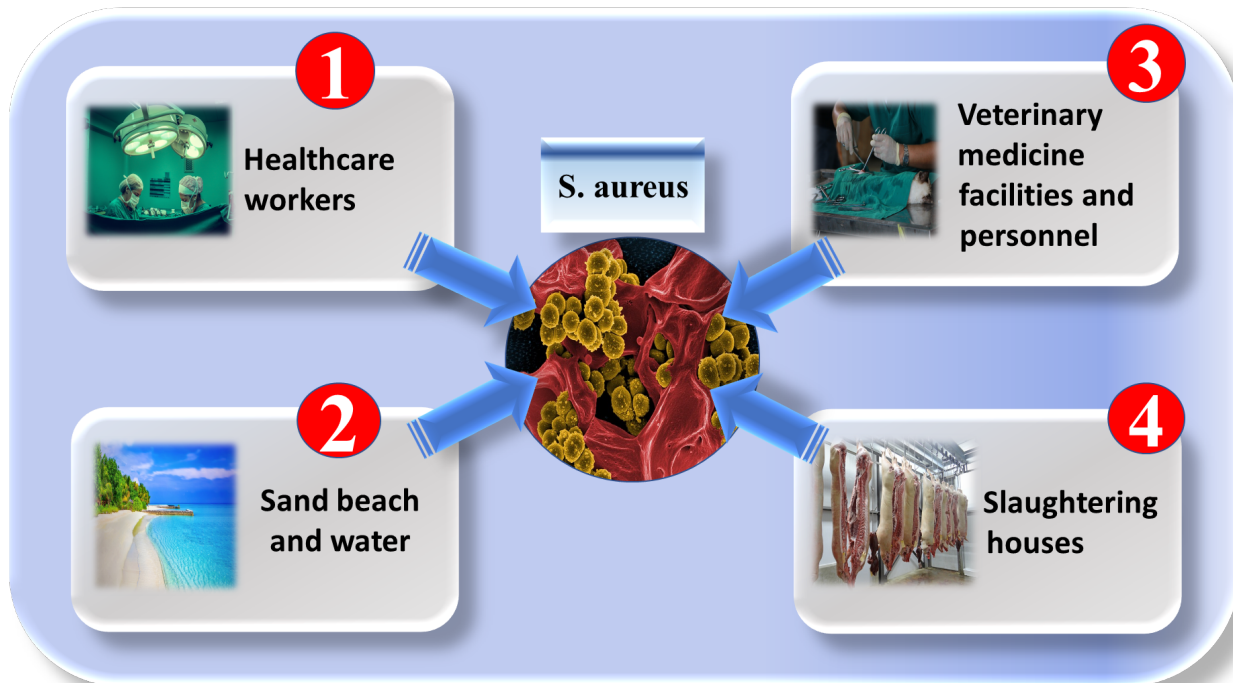 1
Healthcare
workers
2
Sand beach
and water
S. aureus
3
Veterinary
medicine
facilities and
personnel
4
Slaughtering
houses